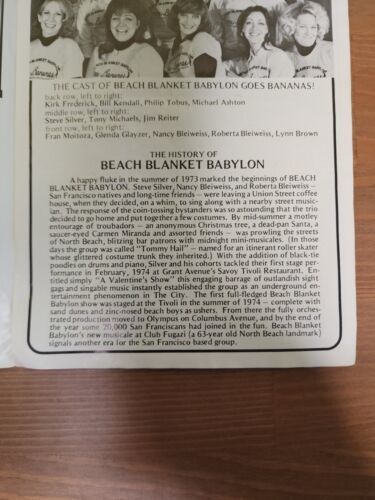 THE CAST OF BEACH BLANKET BABYLON GOES BANANAS!
back row, left to right:
Kirk Frederick, Bill Kendall, Philip Tobus, Michael Ashton
middle row, left to right:
Steve Silver, Tony Michaels, Jim Reiter
front row, left to right:
Fran Moitoza, Glenda Glayzer, Nancy Bleiweiss, Roberta Bleiweiss, Lynn Brown
THE HISTORY OF
BEACH BLANKET BABYLON
A happy fluke in the summer of 1973 marked the beginnings of BEACH
BLANKET BABYLON. Steve Silver, Nancy Bleiweiss, and Roberta Bleiweiss —
San Francisco natives and long-time friends — were leaving a Union Street coffee
house, when they decided, on a whim, to sing along with a nearby street music-
ian. The response of the coin-tossing bystanders was so astounding that the trio
decided to go home and put together a few costumes. By mid-summer a motley
entourage of troubadors — an anonymous Christmas tree, a dead-pan Santa, a
saucer-eyed Carmen Miranda and assorted friends — was prowling the streets
of North Beach, blitzing bar patrons with midnight mini-musicales. (In those
days the group was called "Tommy Hail" — named for an itinerant roller skater
whose glittered costume trunk they inherited.) With the addition of black-tie
poodles on drums and piano, Silver and his cohorts tackled their first stage per-
formance in February, 1974 at Grant Avenue's Savoy Tivoli Restaurant. En-
titled simply "A Valentine's Show" this engaging barrage of outlandish sight
gags and singable music instantly established the group as an underground en-
tertainment phenomenon in The City. The first full-fledged Beach Blanket
Babylon show was staged at the Tivoli in the summer of 1974 — complete with
sand dunes and zinc-nosed beach boys as ushers. From there the fully orches-
trated production moved to Olympus on Columbus Avenue, and by the end of
the year some 20,000 San Franciscans had joined in the fun. Beach Blanket
Babylon's new musicale at Club Fugazi (a 63-year old North Beach landmark)
signals another era for the San Francisco based group.